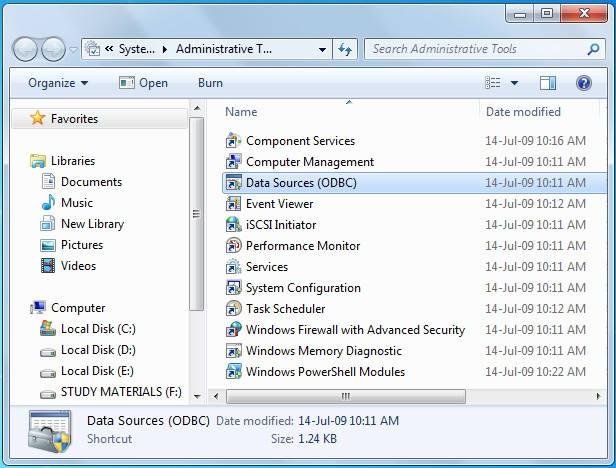 « Syste... Administrative T... Search Administrative Tools
Organize Open Burn
Favorites
Libraries
Documents
Music
New Library
Pictures
Videos
Computer
Local Disk (C:)
Local Disk (D:)
Local Disk (E:)
STUDY MATERIALS (F:)
Name Date modified
Component Services 14-Jul-09 10:16 AM
Computer Management 14-Jul-09 10:11 AM
Data Sources (ODBC) 14-Jul-09 10:11 AM
Event Viewer 14-Jul-09 10:12 AM
iSCSI Initiator 14-Jul-09 10:11 AM
Performance Monitor 14-Jul-09 10:11 AM
Services 14-Jul-09 10:11 AM
System Configuration 14-Jul-09 10:11 AM
Task Scheduler 14-Jul-09 10:12 AM
Windows Firewall with Advanced Security 14-Jul-09 10:11 AM
Windows Memory Diagnostic 14-Jul-09 10:11 AM
Windows PowerShell Modules 14-Jul-09 10:22 AM
Data Sources (ODBC) Date modified: 14-Jul-09 10:11 AM
Shortcut Size: 1.24 KB